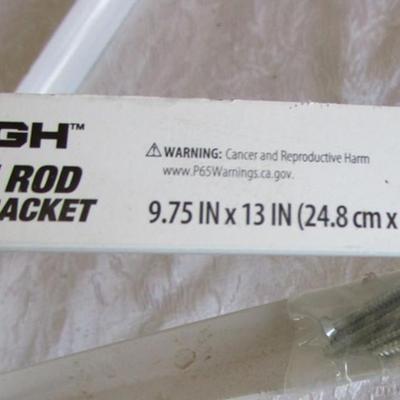 GH™
ROD
ACKET
⚠WARNING: Cancer and Reproductive Harm
www.P65Warnings.ca.gov.
9.75 IN x 13 IN (24.8 cm x